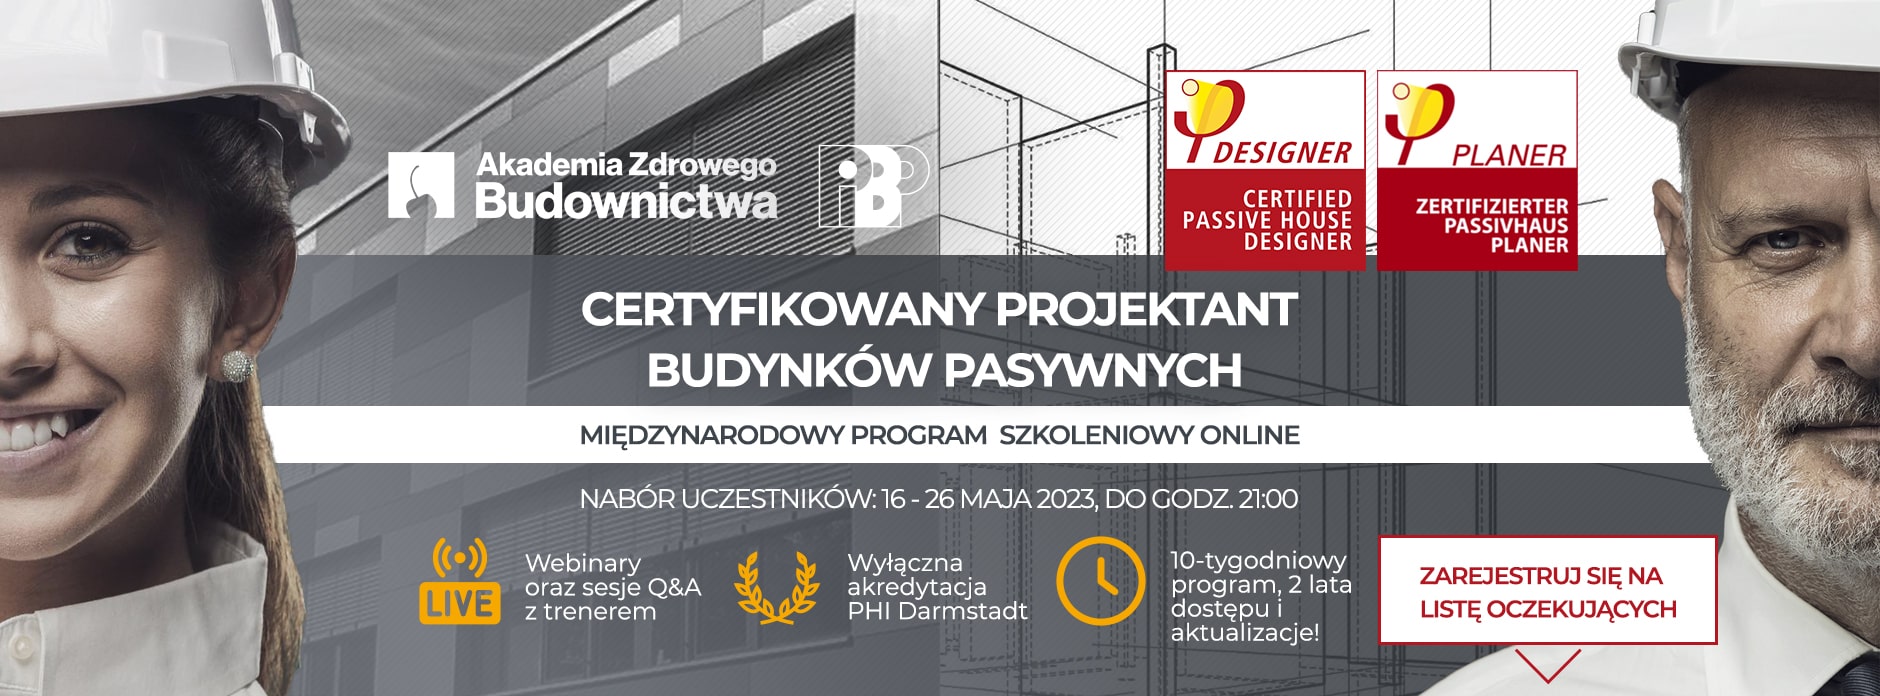 Akademia Zdrowego
Budownictwa
iPBP
DESIGNER
CERTIFIED
PASSIVE HOUSE
DESIGNER
PLANER
ZERTIFIZIERTER
PASSIVHAUS
PLANER
CERTYFIKOWANY PROJEKTANT
BUDYNKÓW PASYWNYCH
MIĘDZYNARODOWY PROGRAM SZKOLENIOWY ONLINE
NABÓR UCZESTNIKÓW: 16 - 26 MAJA 2023, DO GODZ. 21:00
LIVE
Webinary
oraz sesje Q&A
z trenerem
Wyłączna
akredytacja
PHI Darmstadt
10-tygodniowy
program, 2 lata
dostępu i
aktualizacje!
ZAREJESTRUJ SIĘ NA
LISTĘ OCZEKUJĄCYCH